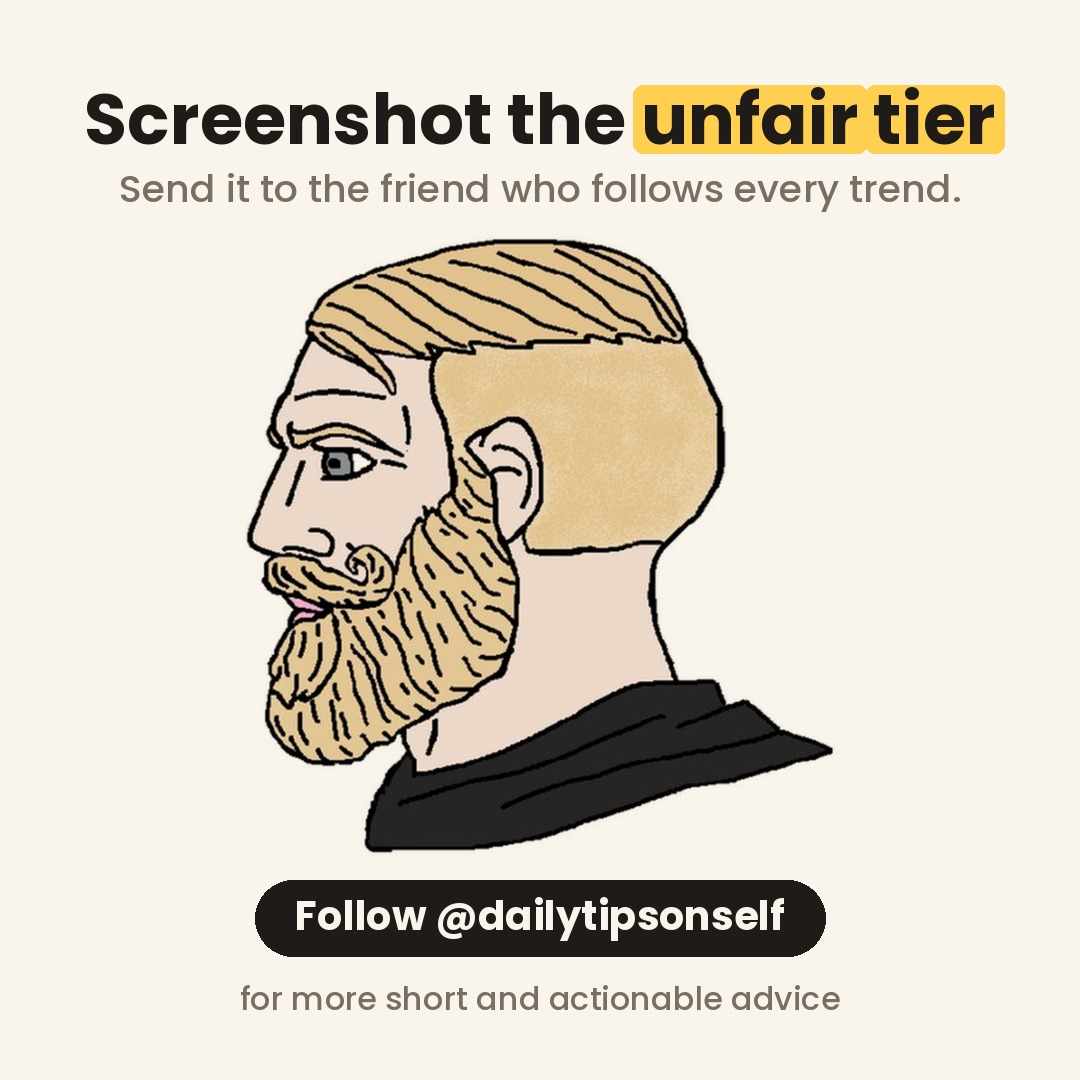 Screenshot the unfair tier
Send it to the friend who follows every trend.
Follow @dailytipsonself
for more short and actionable advice